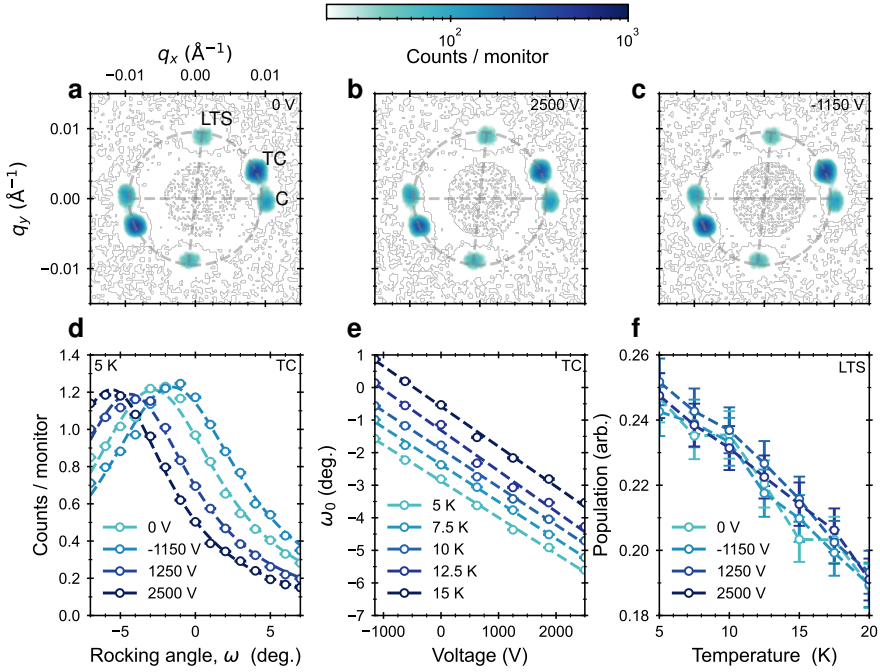 10² 10³
Counts / monitor
qx (Å⁻¹)
−0.01 0.00 0.01
a 0 V
b 2500 V
c -1150 V
LTS
TC
C
qy (Å⁻¹)
0.01
0.00
−0.01
d 5 K TC
Counts / monitor
1.4
1.2
1.0
0.8
0.6
0.4
0.2
0.0
0 V
-1150 V
1250 V
2500 V
−5 0 5
Rocking angle, ω (deg.)
e TC
ω₀ (deg.)
1
0
−1
−2
−3
−4
−5
−6
−7
5 K
7.5 K
10 K
12.5 K
15 K
−1000 0 1000 2000
Voltage (V)
f LTS
Population (arb.)
0.26
0.24
0.22
0.20
0.18
0 V
-1150 V
1250 V
2500 V
5 10 15 20
Temperature (K)